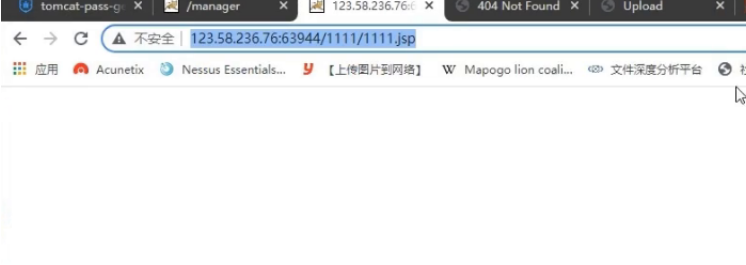 tomcat-pass-g
/manager
123.58.236.76:6
404 Not Found
Upload
不安全 | 123.58.236.76:63944/1111/1111.jsp
应用
Acunetix
Nessus Essentials...
【上传图片到网络】
Mapogo lion coali...
文件深度分析平台